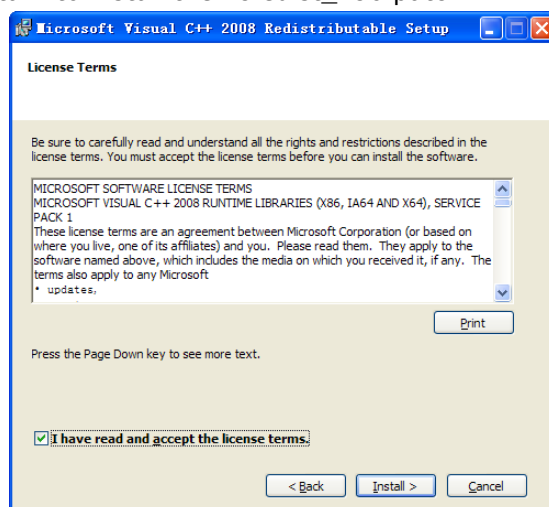 Microsoft Visual C++ 2008 Redistributable Setup
License Terms
Be sure to carefully read and understand all the rights and restrictions described in the
license terms. You must accept the license terms before you can install the software.
MICROSOFT SOFTWARE LICENSE TERMS
MICROSOFT VISUAL C++ 2008 RUNTIME LIBRARIES (X86, IA64 AND X64), SERVICE
PACK 1
These license terms are an agreement between Microsoft Corporation (or based on
where you live, one of its affiliates) and you. Please read them. They apply to the
software named above, which includes the media on which you received it, if any. The
terms also apply to any Microsoft
• updates,
Print
Press the Page Down key to see more text.
I have read and accept the license terms.
< Back
Install >
Cancel